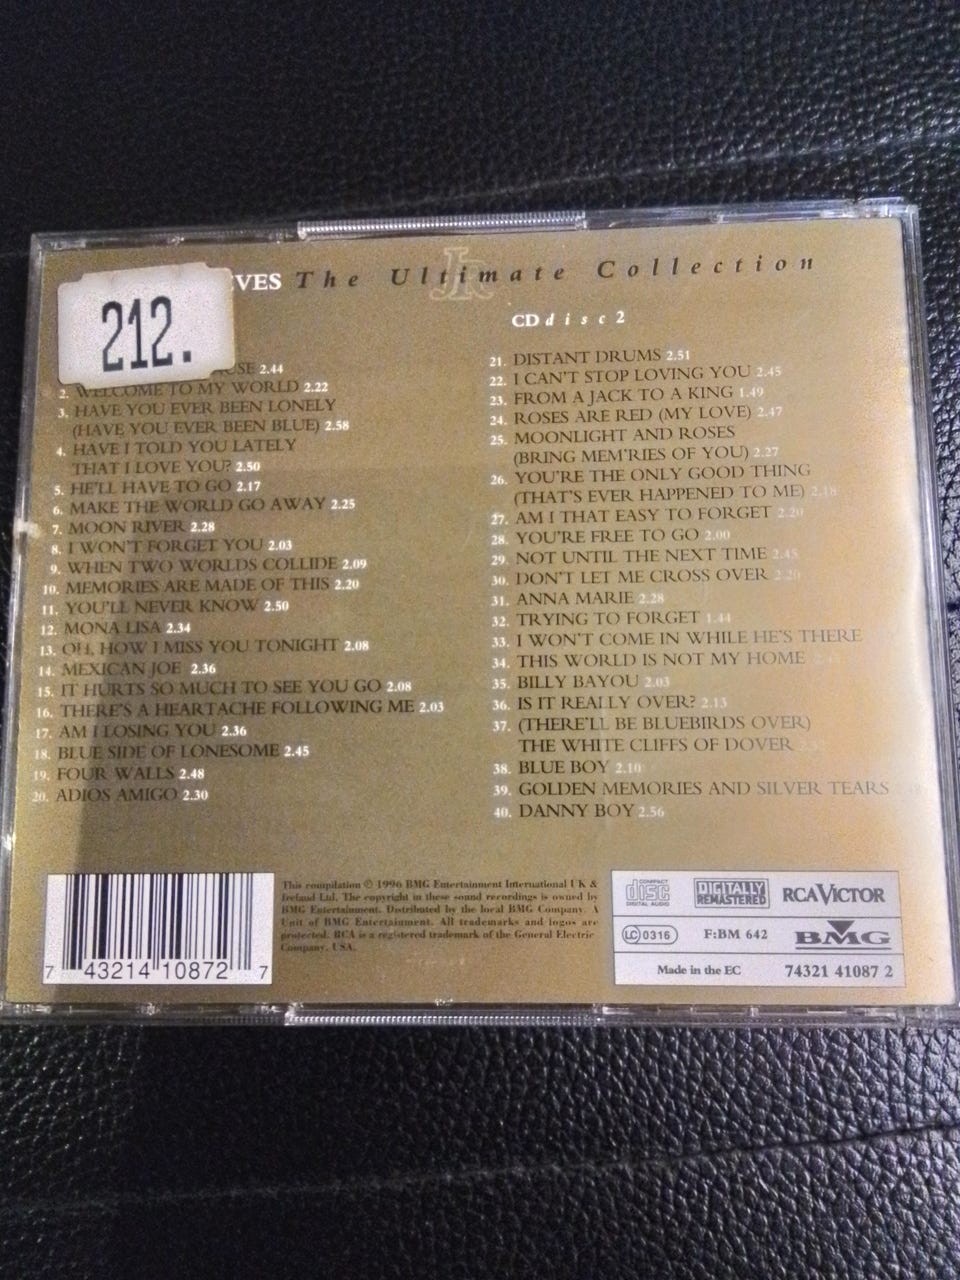 212.
EVES The Ultimate Collection
JR
USE 2.44
2. WELCOME TO MY WORLD 2.22
3. HAVE YOU EVER BEEN LONELY
(HAVE YOU EVER BEEN BLUE) 2.58
4. HAVE I TOLD YOU LATELY
THAT I LOVE YOU? 2.50
5. HE'LL HAVE TO GO 2.17
6. MAKE THE WORLD GO AWAY 2.25
7. MOON RIVER 2.28
8. I WON'T FORGET YOU 2.03
9. WHEN TWO WORLDS COLLIDE 2.09
10. MEMORIES ARE MADE OF THIS 2.20
11. YOU'LL NEVER KNOW 2.50
12. MONA LISA 2.34
13. OH, HOW I MISS YOU TONIGHT 2.08
14. MEXICAN JOE 2.36
15. IT HURTS SO MUCH TO SEE YOU GO 2.08
16. THERE'S A HEARTACHE FOLLOWING ME 2.03
17. AM I LOSING YOU 2.36
18. BLUE SIDE OF LONESOME 2.45
19. FOUR WALLS 2.48
20. ADIOS AMIGO 2.30
CD disc 2
21. DISTANT DRUMS 2.51
22. I CAN'T STOP LOVING YOU 2.45
23. FROM A JACK TO A KING 1.49
24. ROSES ARE RED (MY LOVE) 2.47
25. MOONLIGHT AND ROSES
(BRING MEM'RIES OF YOU) 2.27
26. YOU'RE THE ONLY GOOD THING
(THAT'S EVER HAPPENED TO ME) 2.18
27. AM I THAT EASY TO FORGET 2.20
28. YOU'RE FREE TO GO 2.00
29. NOT UNTIL THE NEXT TIME 2.48
30. DON'T LET ME CROSS OVER 2.20
31. ANNA MARIE 2.28
32. TRYING TO FORGET 1.44
33. I WON'T COME IN WHILE HE'S THERE
34. THIS WORLD IS NOT MY HOME
35. BILLY BAYOU 2.03
36. IS IT REALLY OVER? 2.13
37. (THERE'LL BE BLUEBIRDS OVER)
THE WHITE CLIFFS OF DOVER
38. BLUE BOY 2.10
39. GOLDEN MEMORIES AND SILVER TEARS
40. DANNY BOY 2.56
7 43214 10872 7
This compilation © 1996 BMG Entertainment International UK &
Ireland Ltd. The copyright in these sound recordings is owned by
BMG Entertainment. Distributed by the local BMG Company. A
Unit of BMG Entertainment. All trademarks and logos are
protected. RCA is a registered trademark of the General Electric
Company, USA.
COMPACT disc DIGITAL AUDIO
DIGITALLY REMASTERED
RCA VICTOR
LC 0316
F:BM 642
BMG
Made in the EC
74321 41087 2